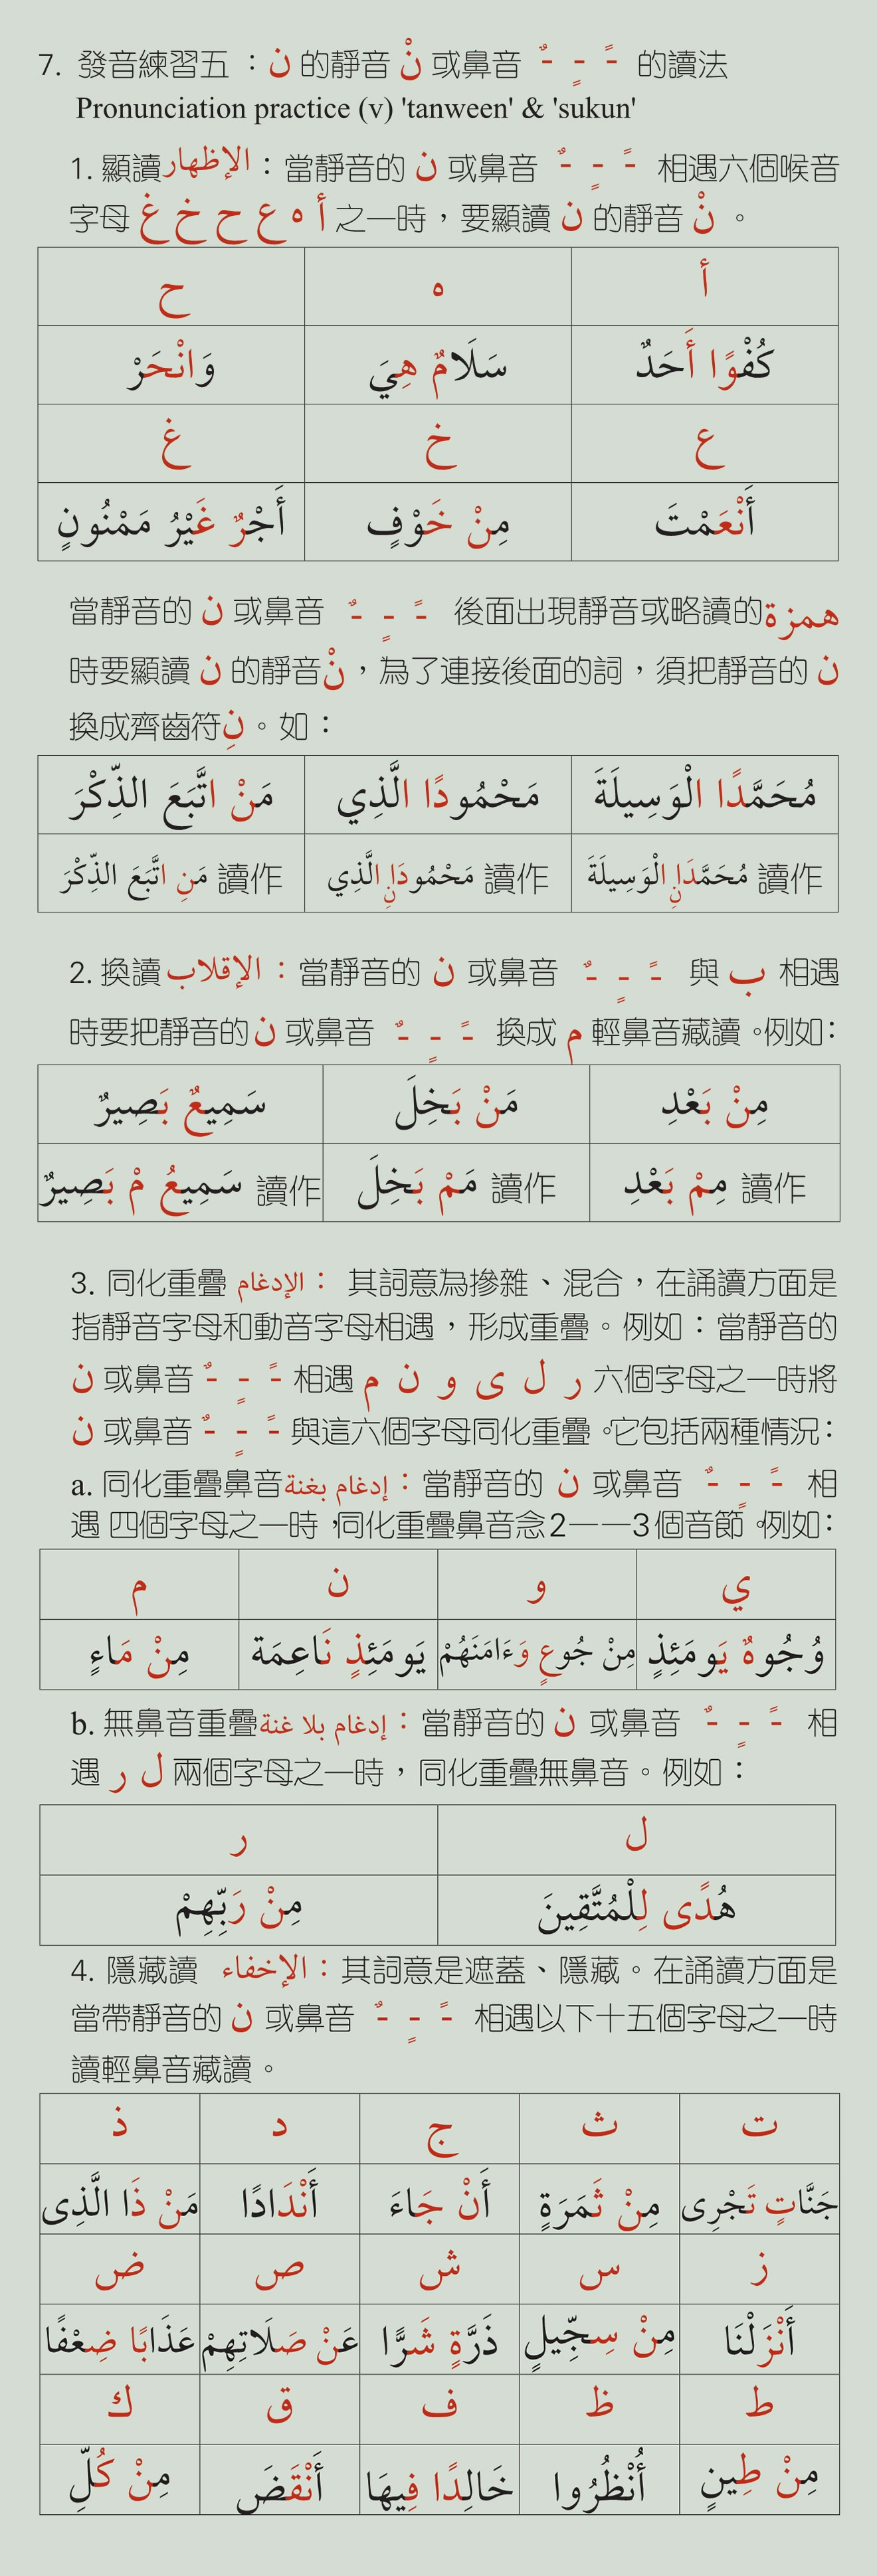 7. 發音練習五 ：ن 的靜音 نْ 或鼻音 ـٌ ـٍ ـً 的讀法
Pronunciation practice (v) 'tanween' & 'sukun'
1. 顯讀الإظهار：當靜音的 ن 或鼻音 ـٌ ـٍ ـً 相遇六個喉音
字母 أ ه ع ح خ غ 之一時，要顯讀 ن 的靜音 نْ 。
أ ه ح
كُفْوًا أَحَدٌ سَلَامٌ هِيَ وَانْحَرْ
ع خ غ
أَنْعَمْتَ مِنْ خَوْفٍ أَجْرٌ غَيْرُ مَمْنُونٍ
當靜音的 ن 或鼻音 ـٌ ـٍ ـً 後面出現靜音或略讀的همزة
時要顯讀 ن 的靜音نْ，為了連接後面的詞，須把靜音的 ن
換成齊齒符نِ。如：
مُحَمَّدًا الْوَسِيلَةَ مَحْمُودًا الَّذِي مَنْ اتَّبَعَ الذِّكْرَ
讀作 مُحَمَّدَانِ الْوَسِيلَةَ 讀作 مَحْمُودَانِ الَّذِي 讀作 مَنِ اتَّبَعَ الذِّكْرَ
2. 換讀الإقلاب：當靜音的 ن 或鼻音 ـٌ ـٍ ـً 與 ب 相遇
時要把靜音的ن或鼻音 ـٌ ـٍ ـً 換成 م 輕鼻音藏讀。例如：
مِنْ بَعْدِ مَنْ بَخِلَ سَمِيعٌ بَصِيرٌ
讀作 مِمْ بَعْدِ 讀作 مَمْ بَخِلَ 讀作 سَمِيعُ مْ بَصِيرٌ
3. 同化重疊 الإدغام： 其詞意為摻雜、混合，在誦讀方面是
指靜音字母和動音字母相遇，形成重疊。例如：當靜音的
ن 或鼻音 ـٌ ـٍ ـً 相遇 ر ل ى و ن م 六個字母之一時將
ن 或鼻音 ـٌ ـٍ ـً 與這六個字母同化重疊。它包括兩種情況：
a. 同化重疊鼻音إدغام بغنة：當靜音的 ن 或鼻音 ـٌ ـٍ ـً 相
遇 四個字母之一時，同化重疊鼻音念2——3個音節。例如：
ي و ن م
وُجُوهٌ يَومَئِذٍ مِنْ جُوعٍ وَءَامَنَهُمْ يَومَئِذٍ نَاعِمَة مِنْ مَاءٍ
b. 無鼻音重疊إدغام بلا غنة：當靜音的 ن 或鼻音 ـٌ ـٍ ـً 相
遇 ل ر 兩個字母之一時，同化重疊無鼻音。例如：
ل ر
هُدًى لِلْمُتَّقِينَ مِنْ رَبِّهِمْ
4. 隱藏讀 الإخفاء：其詞意是遮蓋、隱藏。在誦讀方面是
當帶靜音的 ن 或鼻音 ـٌ ـٍ ـً 相遇以下十五個字母之一時
讀輕鼻音藏讀。
ت ث ج د ذ
جَنَّاتٍ تَجْرِى مِنْ ثَمَرَةٍ أَنْ جَاءَ أَنْدَادًا مَنْ ذَا الَّذِى
ز س ش ص ض
أَنْزَلْنَا مِنْ سِجِّيلٍ ذَرَّةٍ شَرًّا عَنْ صَلَاتِهِمْ عَذَابًا ضِعْفًا
ط ظ ف ق ك
مِنْ طِينٍ أُنْظُرُوا خَالِدًا فِيهَا أَنْقَضَ مِنْ كُلِّ